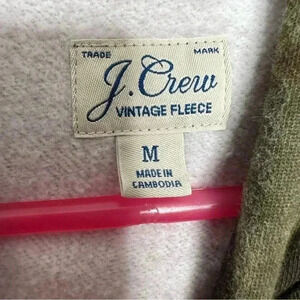 TRADE MARK
J.Crew
VINTAGE FLEECE
M
MADE IN
CAMBODIA